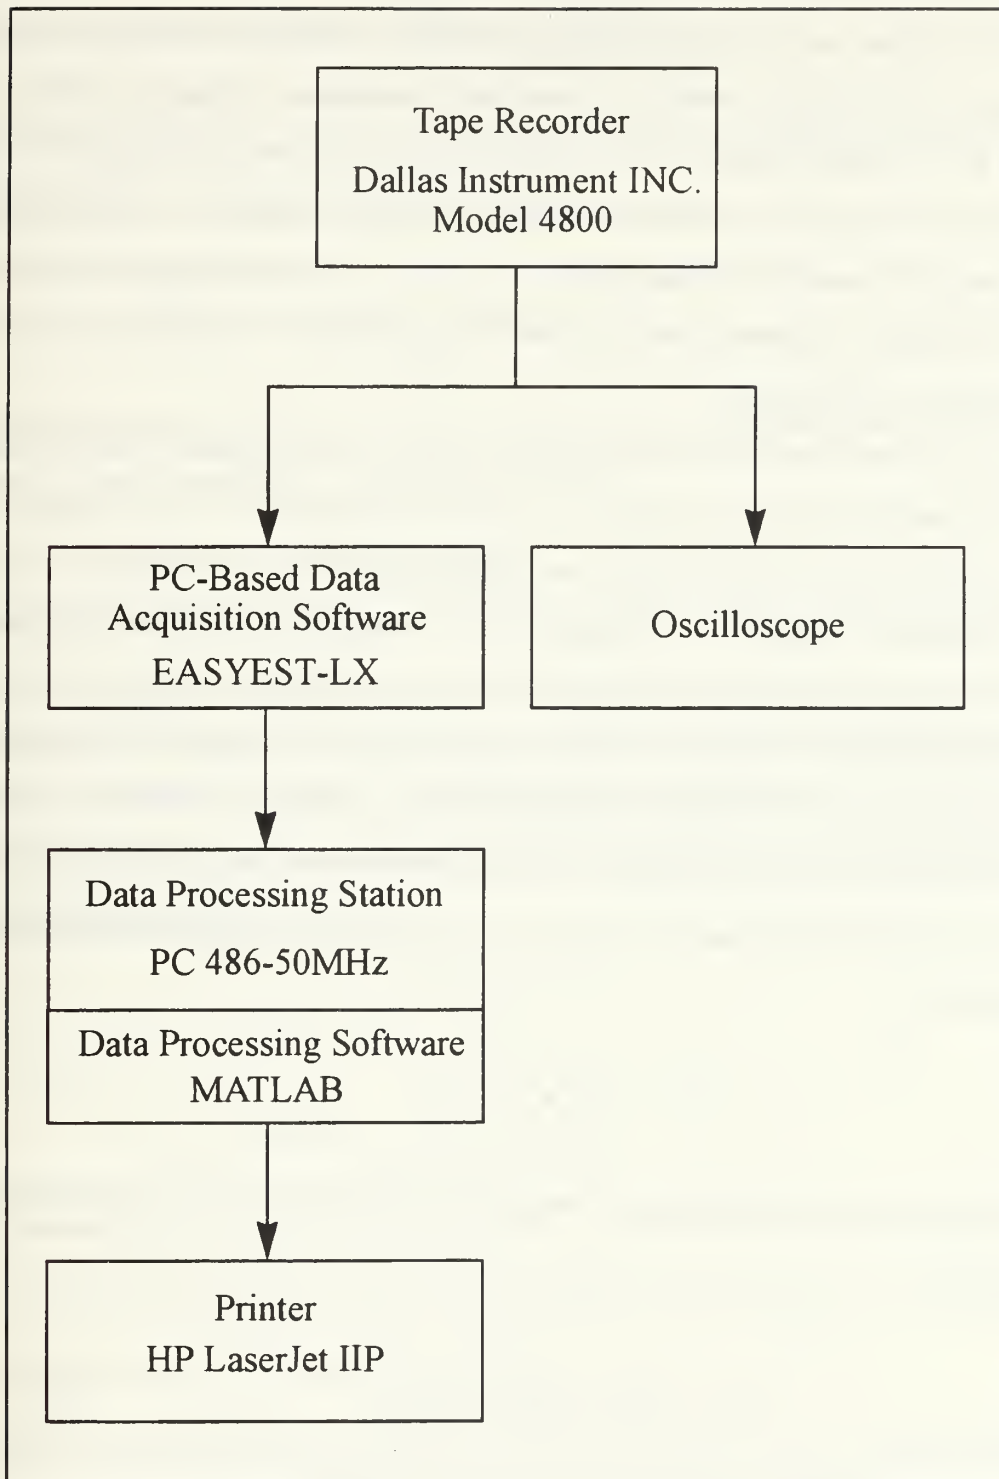 Tape Recorder
Dallas Instrument INC.
Model 4800
PC-Based Data
Acquisition Software
EASYEST-LX
Oscilloscope
Data Processing Station
PC 486-50MHz
Data Processing Software
MATLAB
Printer
HP LaserJet IIP